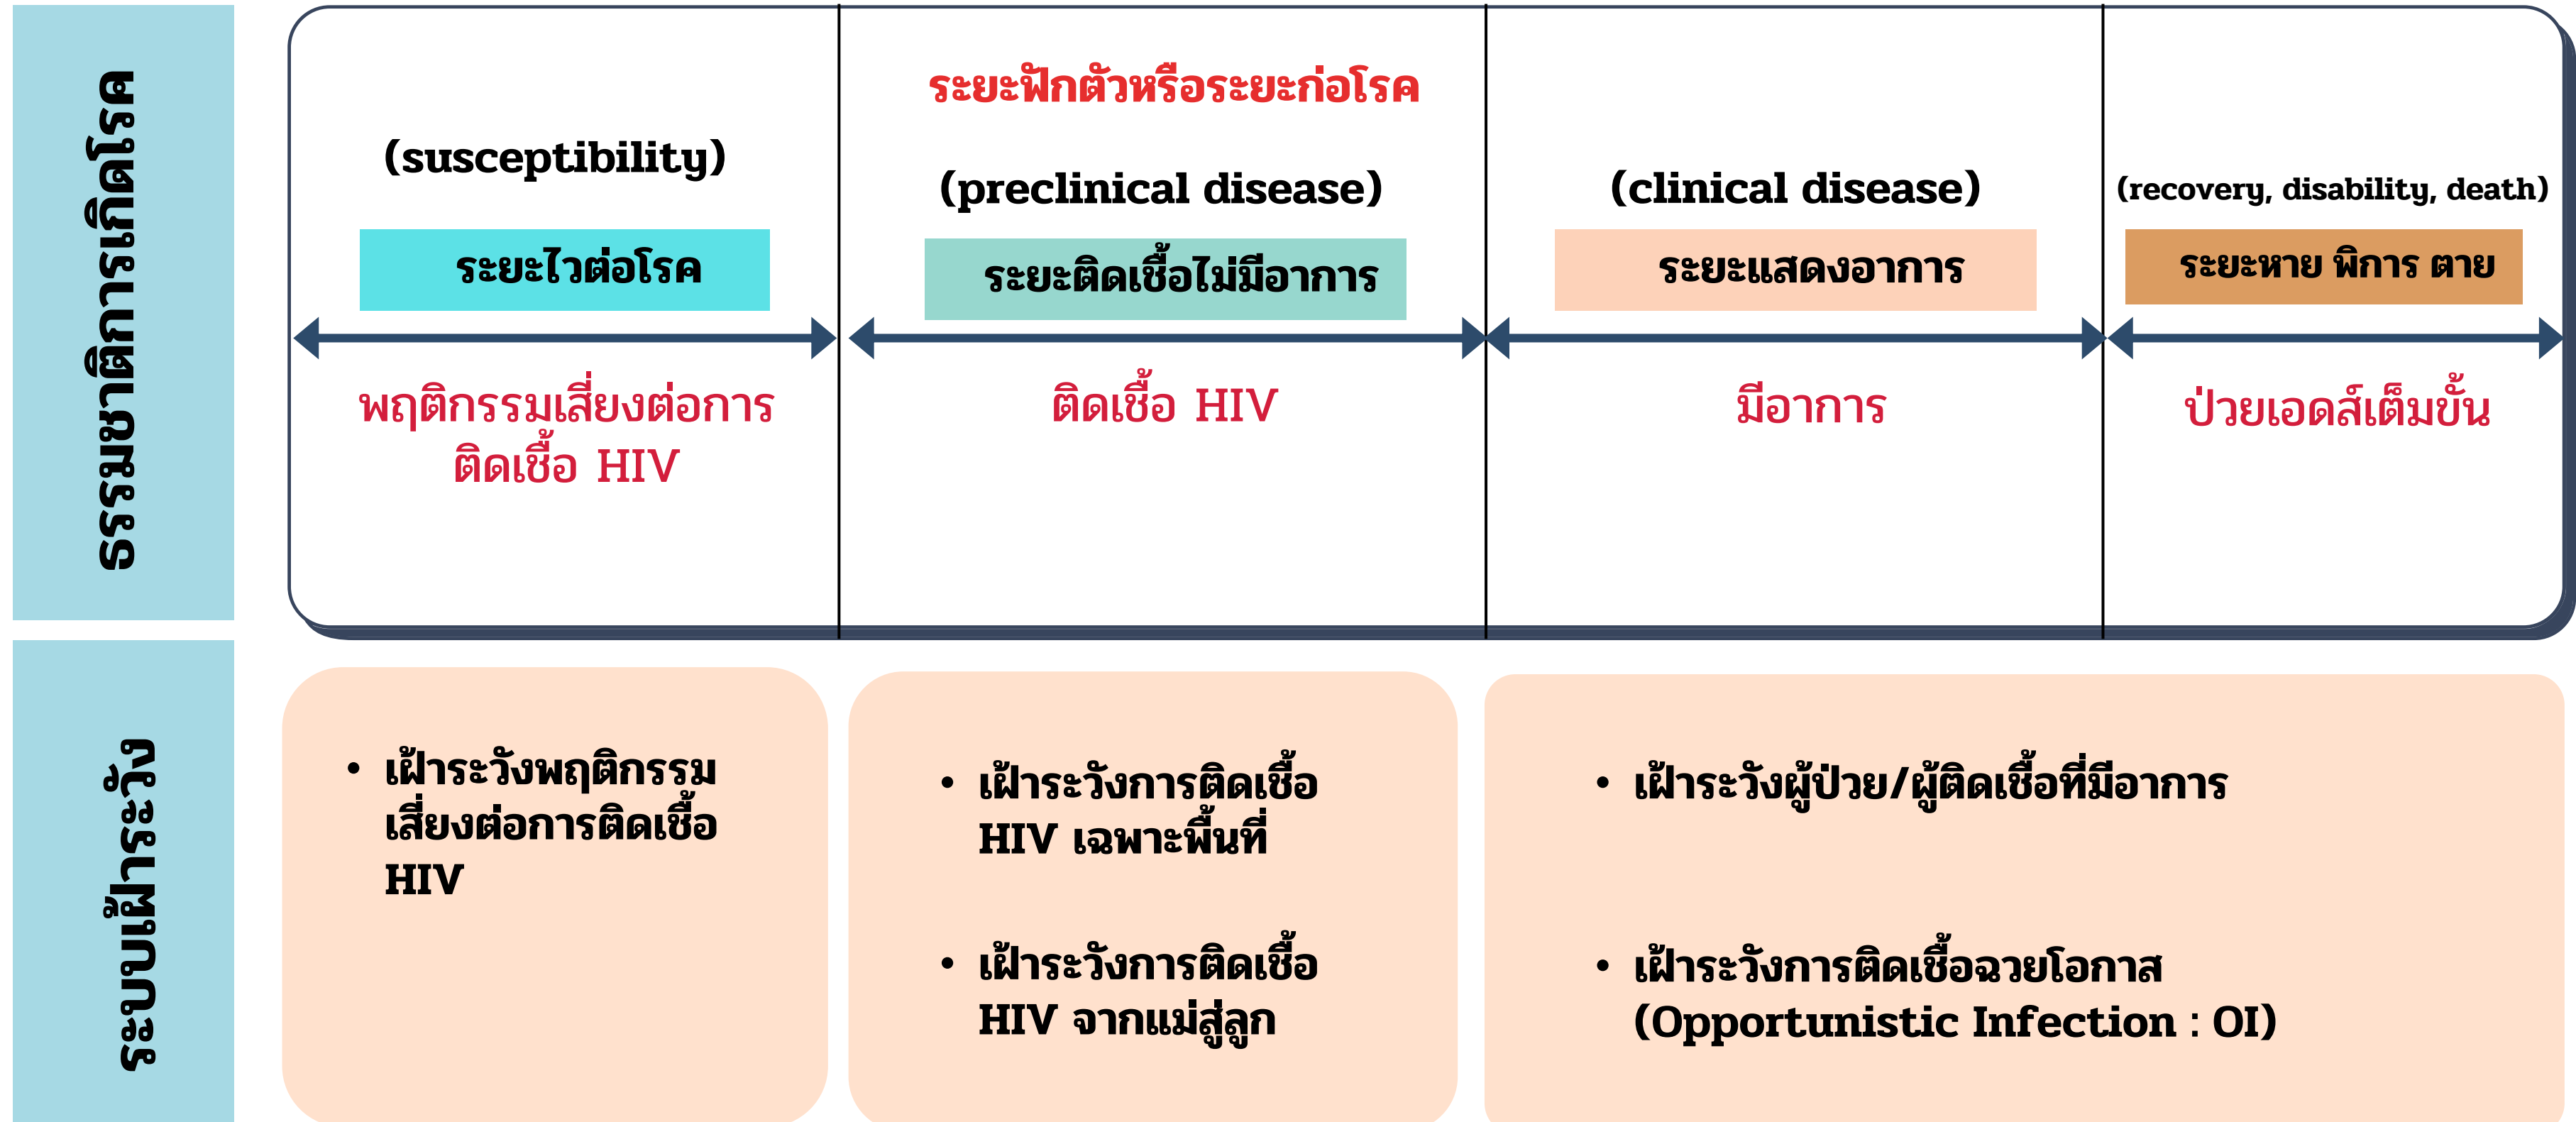 ธรรมชาติการเกิดโรค
(susceptibility)
ระยะไวต่อโรค
พฤติกรรมเสี่ยงต่อการ
ติดเชื้อ HIV
ระยะฟักตัวหรือระยะก่อโรค
(preclinical disease)
ระยะติดเชื้อไม่มีอาการ
ติดเชื้อ HIV
(clinical disease)
ระยะแสดงอาการ
มีอาการ
(recovery, disability, death)
ระยะหาย พิการ ตาย
ป่วยเอดส์เต็มขั้น
ระบบเฝ้าระวัง
• เฝ้าระวังพฤติกรรม
เสี่ยงต่อการติดเชื้อ
HIV
• เฝ้าระวังการติดเชื้อ
HIV เฉพาะพื้นที่
• เฝ้าระวังการติดเชื้อ
HIV จากแม่สู่ลูก
• เฝ้าระวังผู้ป่วย/ผู้ติดเชื้อที่มีอาการ
• เฝ้าระวังการติดเชื้อฉวยโอกาส
(Opportunistic Infection : OI)